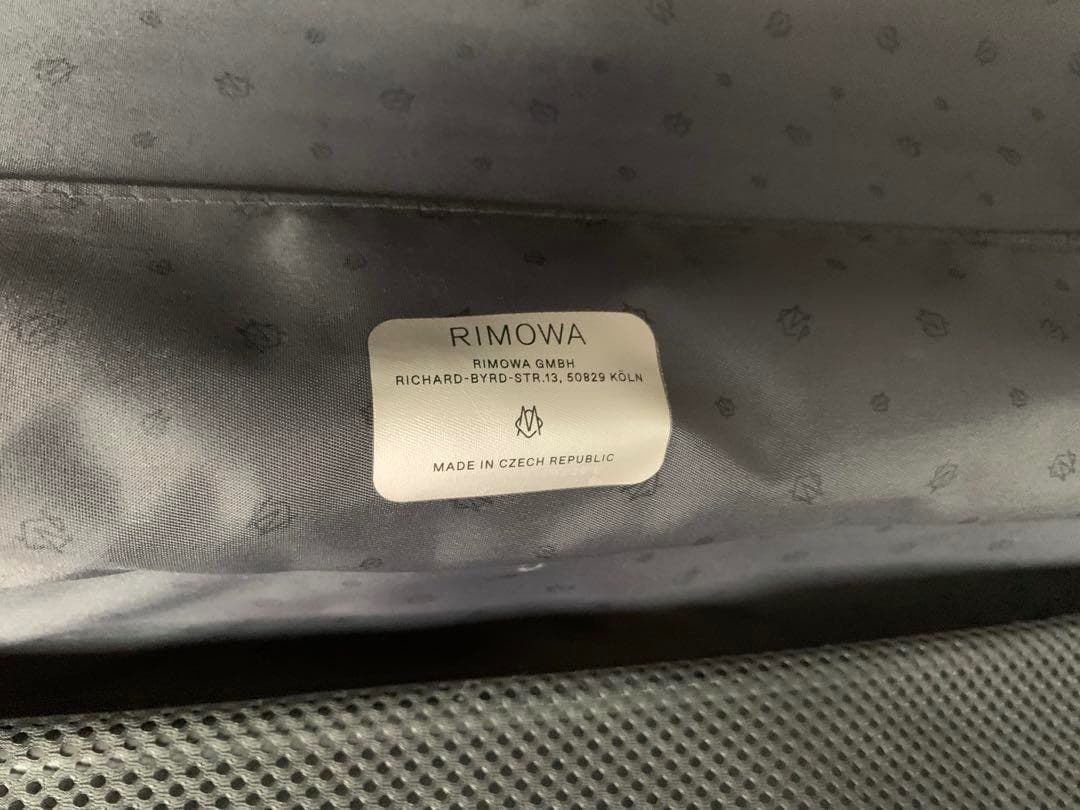 RIMOWA
RIMOWA GMBH
RICHARD-BYRD-STR.13, 50829 KÖLN
MADE IN CZECH REPUBLIC